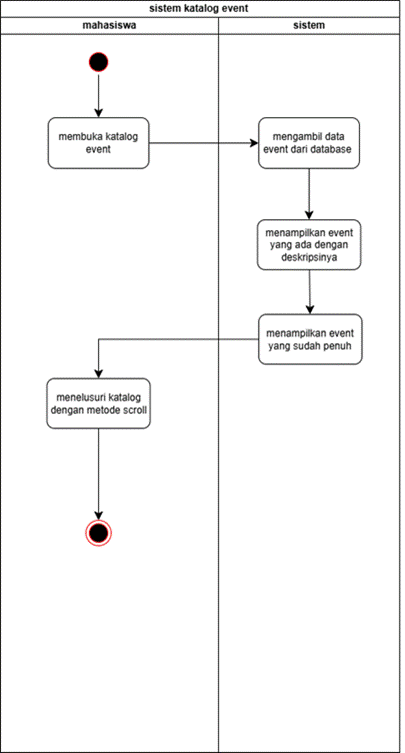 sistem katalog event
mahasiswa
sistem
membuka katalog
event
mengambil data
event dari database
menampilkan event
yang ada dengan
deskripsinya
menampilkan event
yang sudah penuh
menelusuri katalog
dengan metode scroll